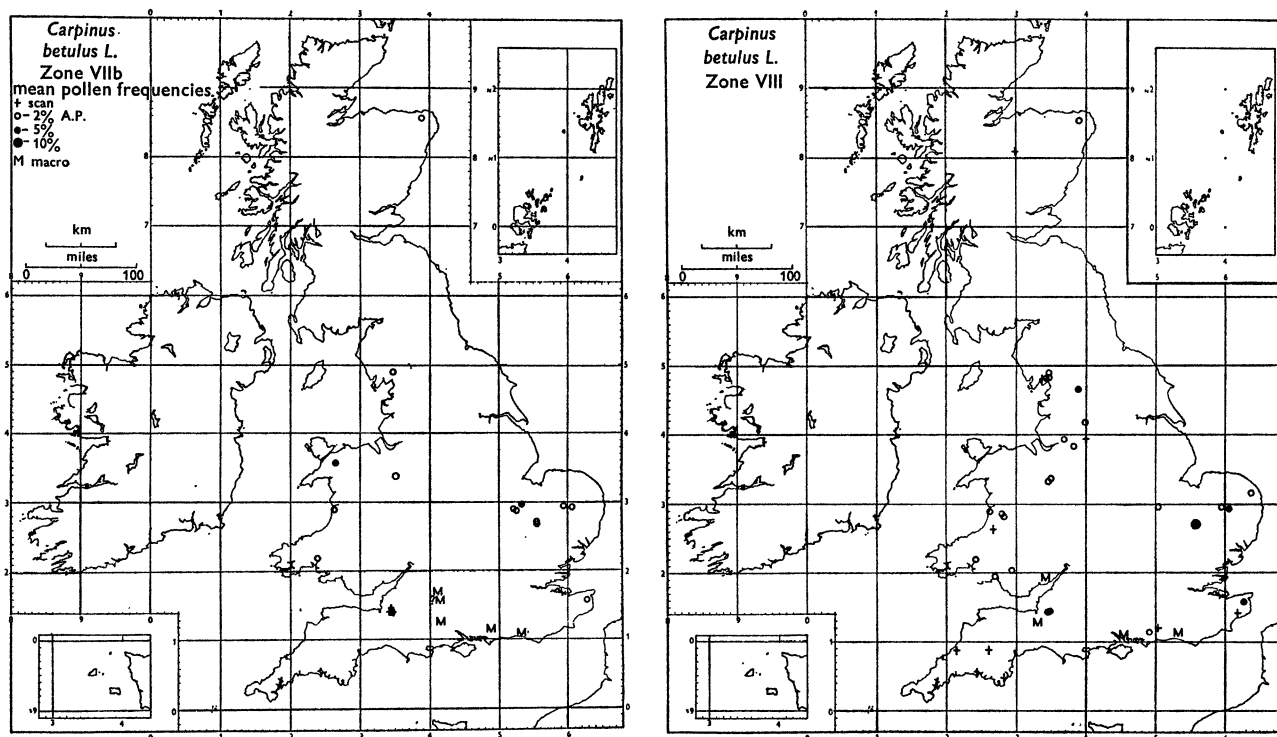 Carpinus
betulus L.
Zone VIIb
mean pollen frequencies
+ scan
o - 2% A.P.
● - 5%
● - 10%
M macro
km
miles
0 100
M
M
M
M
M
Carpinus
betulus L.
Zone VIII
km
miles
0 100
M
M
M
M